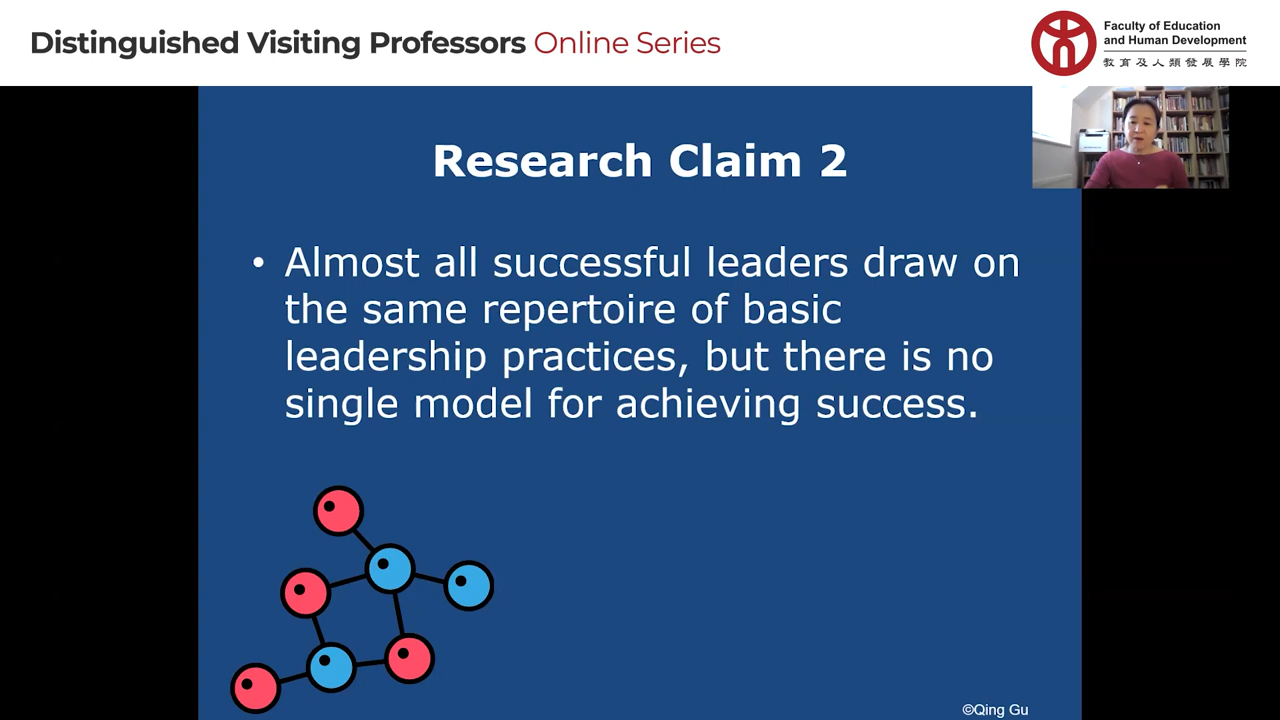 Distinguished Visiting Professors Online Series
Faculty of Education
and Human Development
教育及人類發展學院
Research Claim 2
• Almost all successful leaders draw on
the same repertoire of basic
leadership practices, but there is no
single model for achieving success.
©Qing Gu